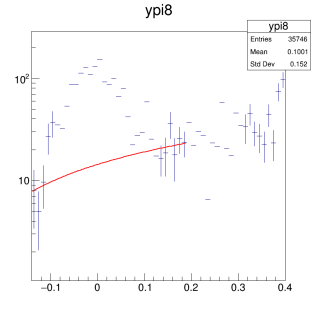 ypi8
ypi8
Entries 35746
Mean 0.1001
Std Dev 0.152
10²
10
−0.1 0 0.1 0.2 0.3 0.4